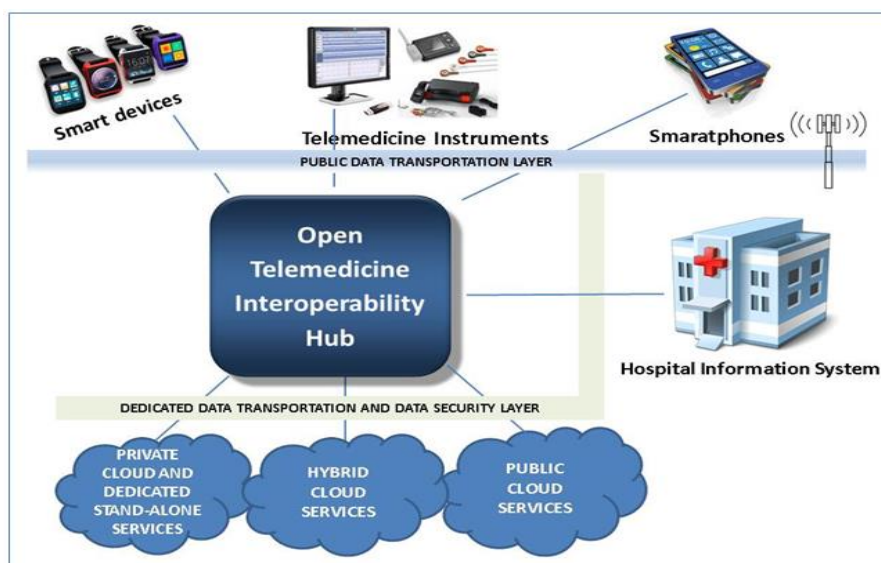 Smart devices
Telemedicine Instruments
Smaratphones
PUBLIC DATA TRANSPORTATION LAYER
Open
Telemedicine
Interoperability
Hub
Hospital Information System
DEDICATED DATA TRANSPORTATION AND DATA SECURITY LAYER
PRIVATE
CLOUD AND
DEDICATED
STAND-ALONE
SERVICES
HYBRID
CLOUD
SERVICES
PUBLIC
CLOUD
SERVICES